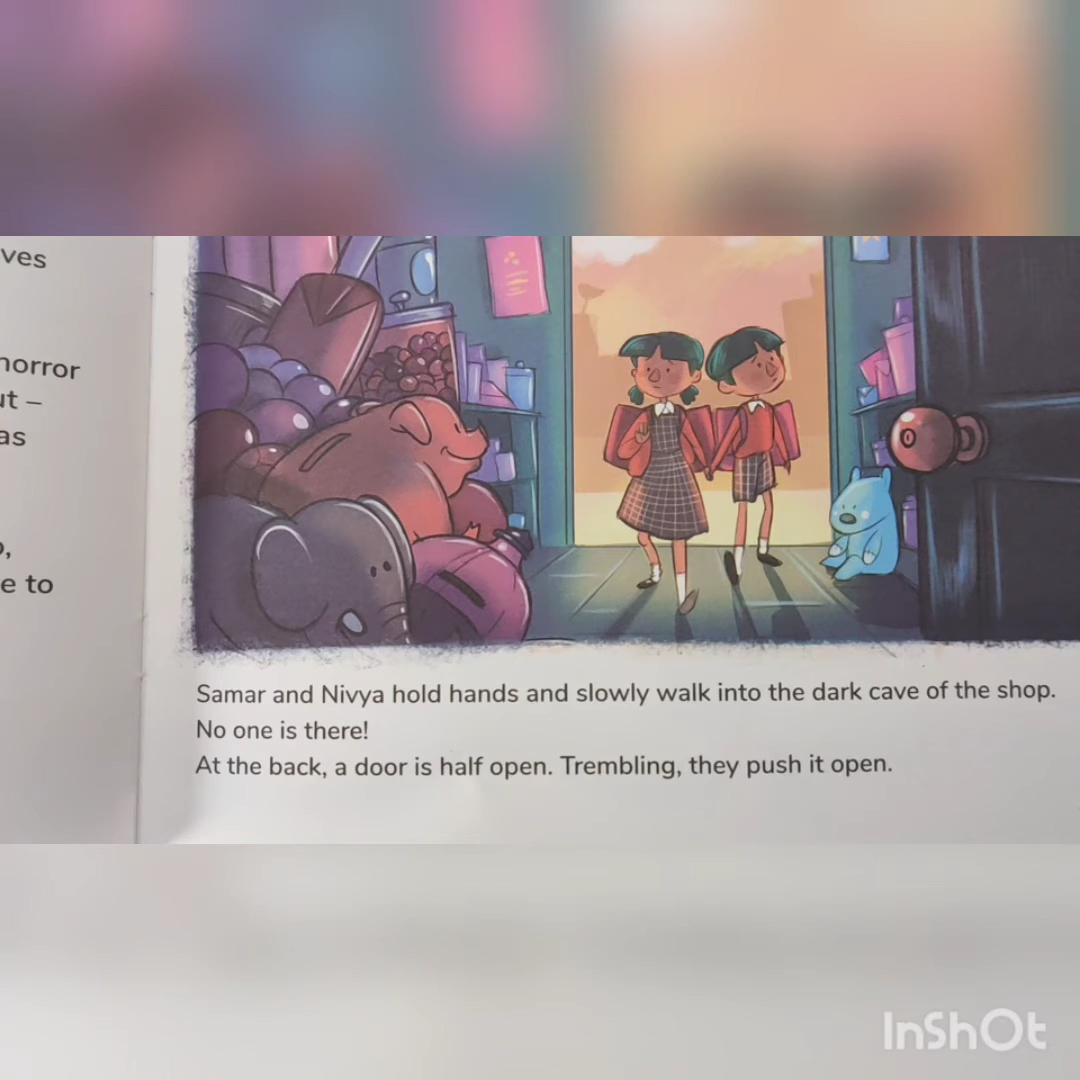 ves
horror
ut –
as
e to
Samar and Nivya hold hands and slowly walk into the dark cave of the shop.
No one is there!
At the back, a door is half open. Trembling, they push it open.
InShOt